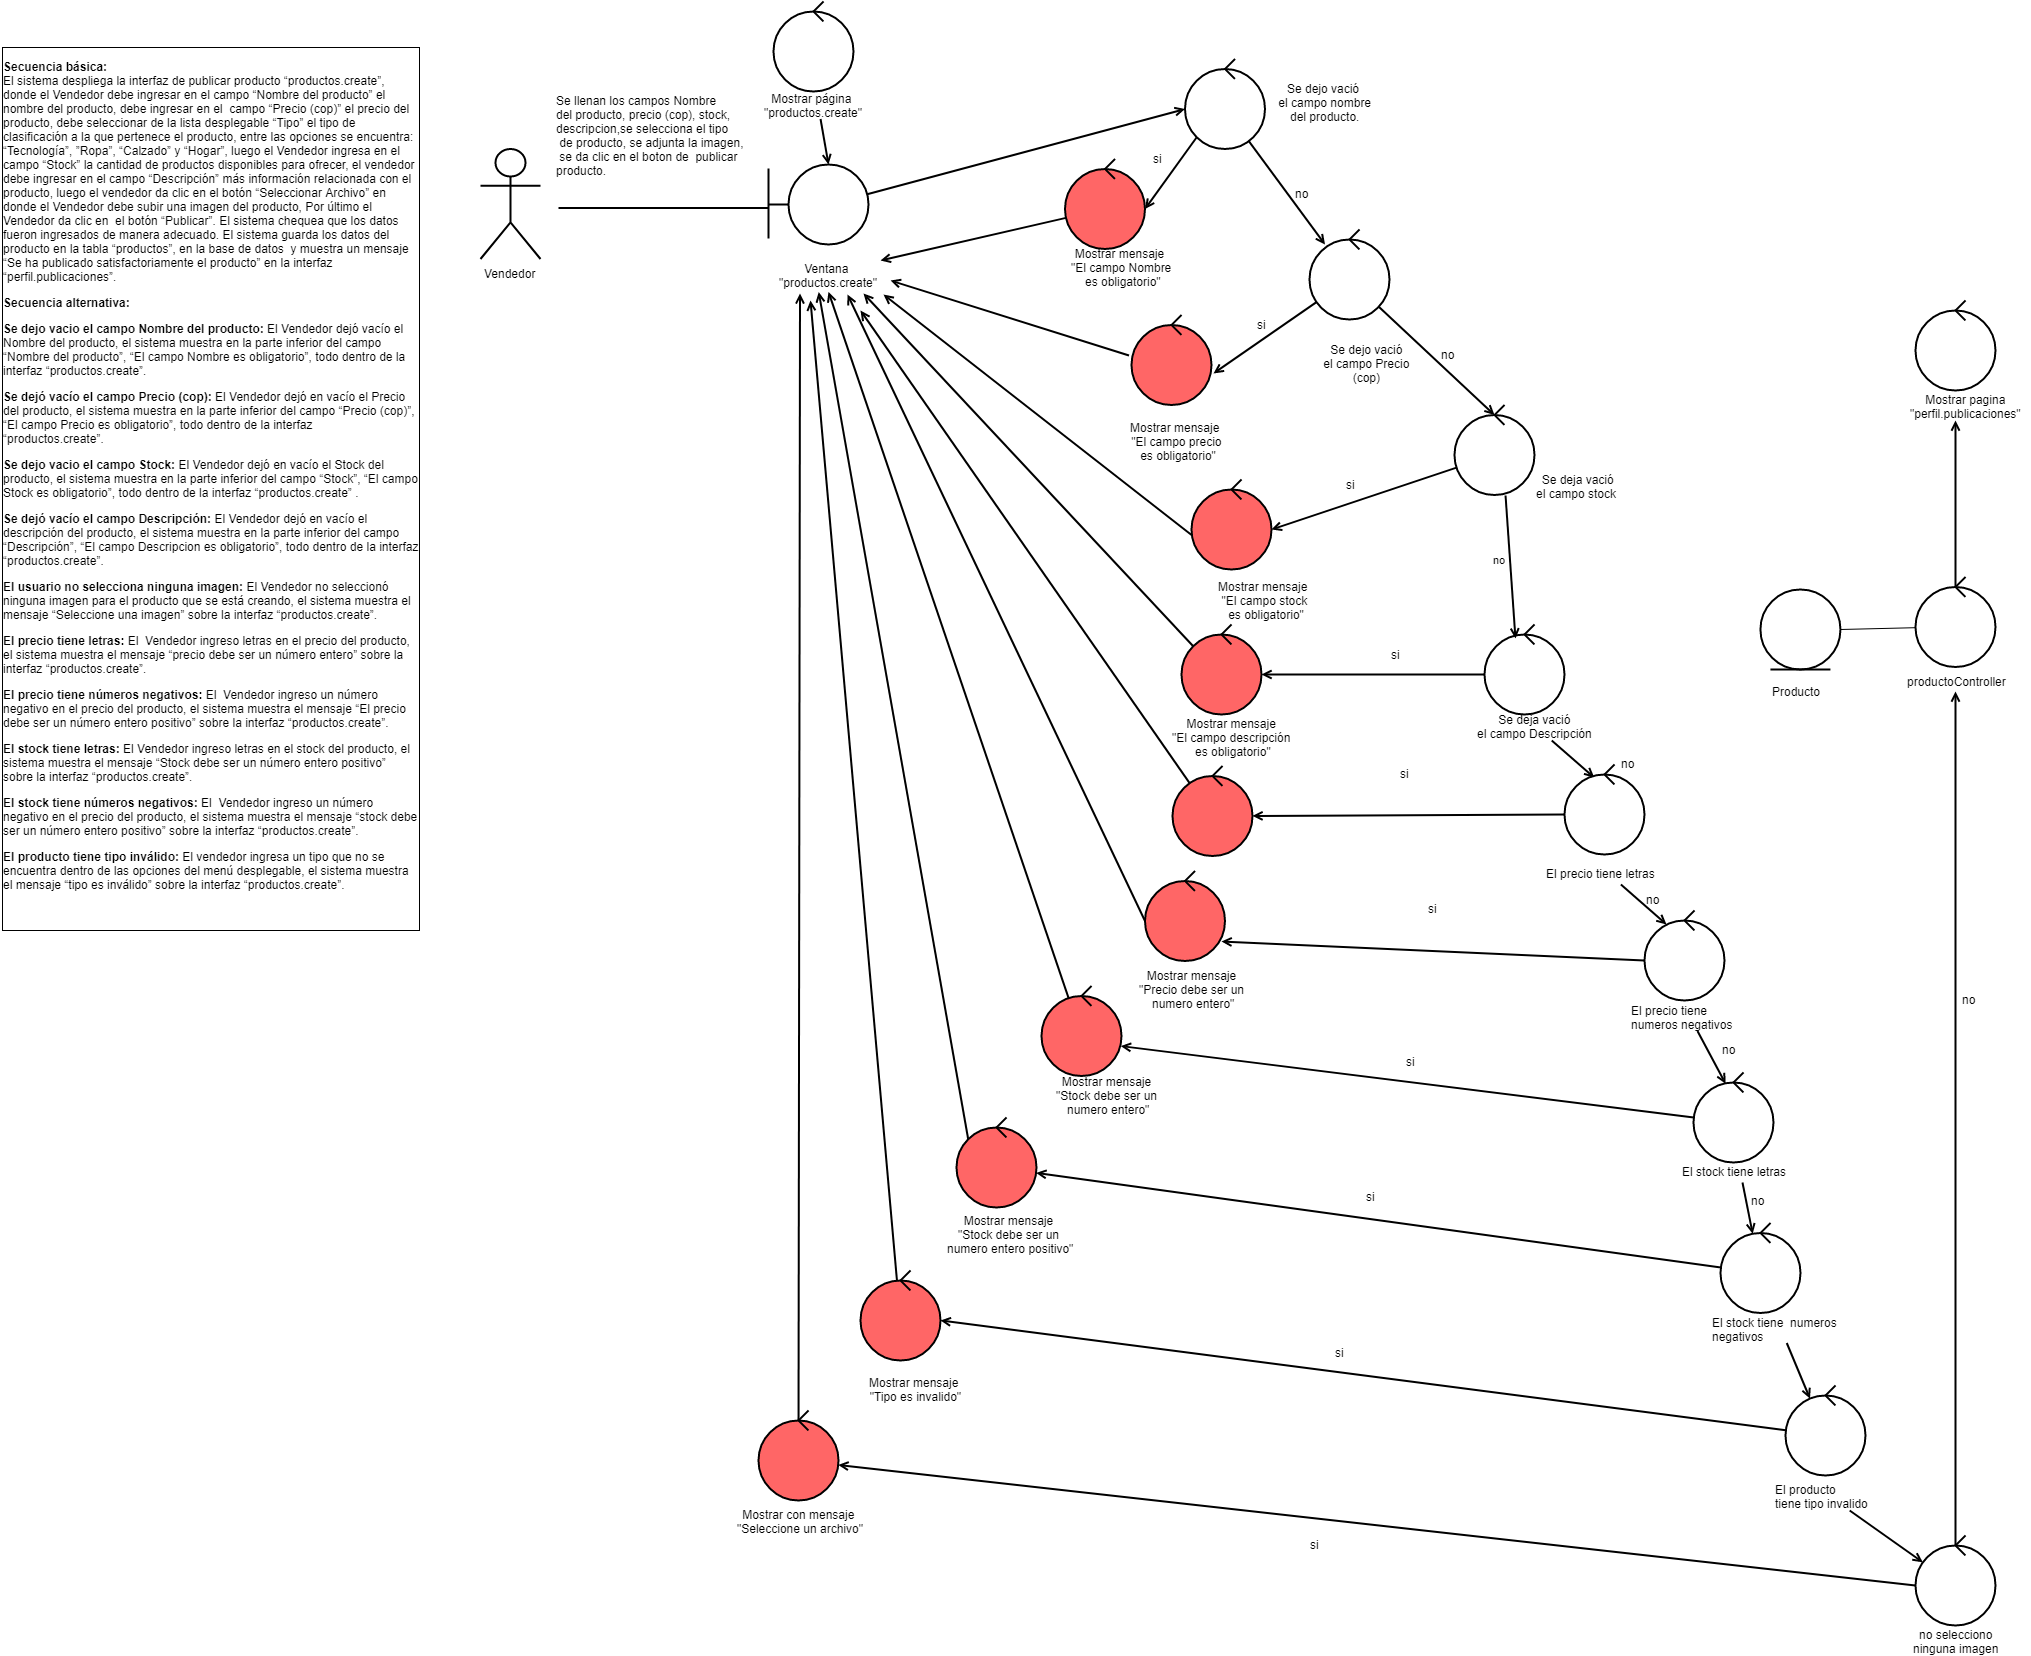 Secuencia básica:
El sistema despliega la interfaz de publicar producto “productos.create”,
donde el Vendedor debe ingresar en el campo “Nombre del producto” el
nombre del producto, debe ingresar en el  campo “Precio (cop)” el precio del
producto, debe seleccionar de la lista desplegable “Tipo” el tipo de
clasificación a la que pertenece el producto, entre las opciones se encuentra:
“Tecnología”, ”Ropa”, “Calzado” y “Hogar”, luego el Vendedor ingresa en el
campo “Stock” la cantidad de productos disponibles para ofrecer, el vendedor
debe ingresar en el campo “Descripción” más información relacionada con el
producto, luego el vendedor da clic en el botón “Seleccionar Archivo” en
donde el Vendedor debe subir una imagen del producto, Por último el
Vendedor da clic en  el botón “Publicar”. El sistema chequea que los datos
fueron ingresados de manera adecuado. El sistema guarda los datos del
producto en la tabla “productos”, en la base de datos  y muestra un mensaje
“Se ha publicado satisfactoriamente el producto” en la interfaz
“perfil.publicaciones”.
Secuencia alternativa:
Se dejo vacio el campo Nombre del producto: El Vendedor dejó vacío el
Nombre del producto, el sistema muestra en la parte inferior del campo
“Nombre del producto”, “El campo Nombre es obligatorio”, todo dentro de la
interfaz “productos.create”.
Se dejó vacío el campo Precio (cop): El Vendedor dejó en vacío el Precio
del producto, el sistema muestra en la parte inferior del campo “Precio (cop)”,
“El campo Precio es obligatorio”, todo dentro de la interfaz
“productos.create”.
Se dejo vacio el campo Stock: El Vendedor dejó en vacío el Stock del
producto, el sistema muestra en la parte inferior del campo “Stock”, “El campo
Stock es obligatorio”, todo dentro de la interfaz “productos.create” .
Se dejó vacío el campo Descripción: El Vendedor dejó en vacío el
descripción del producto, el sistema muestra en la parte inferior del campo
“Descripción”, “El campo Descripcion es obligatorio”, todo dentro de la interfaz
“productos.create”.
El usuario no selecciona ninguna imagen: El Vendedor no seleccionó
ninguna imagen para el producto que se está creando, el sistema muestra el
mensaje “Seleccione una imagen” sobre la interfaz “productos.create”.
El precio tiene letras: El  Vendedor ingreso letras en el precio del producto,
el sistema muestra el mensaje “precio debe ser un número entero” sobre la
interfaz “productos.create”.
El precio tiene números negativos: El  Vendedor ingreso un número
negativo en el precio del producto, el sistema muestra el mensaje “El precio
debe ser un número entero positivo” sobre la interfaz “productos.create”.
El stock tiene letras: El Vendedor ingreso letras en el stock del producto, el
sistema muestra el mensaje “Stock debe ser un número entero positivo”
sobre la interfaz “productos.create”.
El stock tiene números negativos: El  Vendedor ingreso un número
negativo en el precio del producto, el sistema muestra el mensaje “stock debe
ser un número entero positivo” sobre la interfaz “productos.create”.
El producto tiene tipo inválido: El vendedor ingresa un tipo que no se
encuentra dentro de las opciones del menú desplegable, el sistema muestra
el mensaje “tipo es inválido” sobre la interfaz “productos.create”.
Vendedor
Se llenan los campos Nombre
del producto, precio (cop), stock,
descripcion,se selecciona el tipo
de producto, se adjunta la imagen,
se da clic en el boton de  publicar
producto.
Mostrar página
"productos.create"
Ventana
"productos.create"
Se dejo vació
el campo nombre
del producto.
si
no
Mostrar mensaje
"El campo Nombre
es obligatorio"
si
Se dejo vació
el campo Precio
(cop)
no
Mostrar mensaje
"El campo precio
es obligatorio"
si
Se deja vació
el campo stock
no
Mostrar mensaje
"El campo stock
es obligatorio"
si
Se deja vació
el campo Descripción
Mostrar mensaje
"El campo descripción
es obligatorio"
si
no
El precio tiene letras
no
si
Mostrar mensaje
"Precio debe ser un
numero entero"
El precio tiene
numeros negativos
no
si
Mostrar mensaje
"Stock debe ser un
numero entero"
El stock tiene letras
no
si
Mostrar mensaje
"Stock debe ser un
numero entero positivo"
El stock tiene  numeros
negativos
si
Mostrar mensaje
"Tipo es invalido"
El producto
tiene tipo invalido
Mostrar con mensaje
"Seleccione un archivo"
si
no selecciono
ninguna imagen
no
productoController
Producto
Mostrar pagina
"perfil.publicaciones"